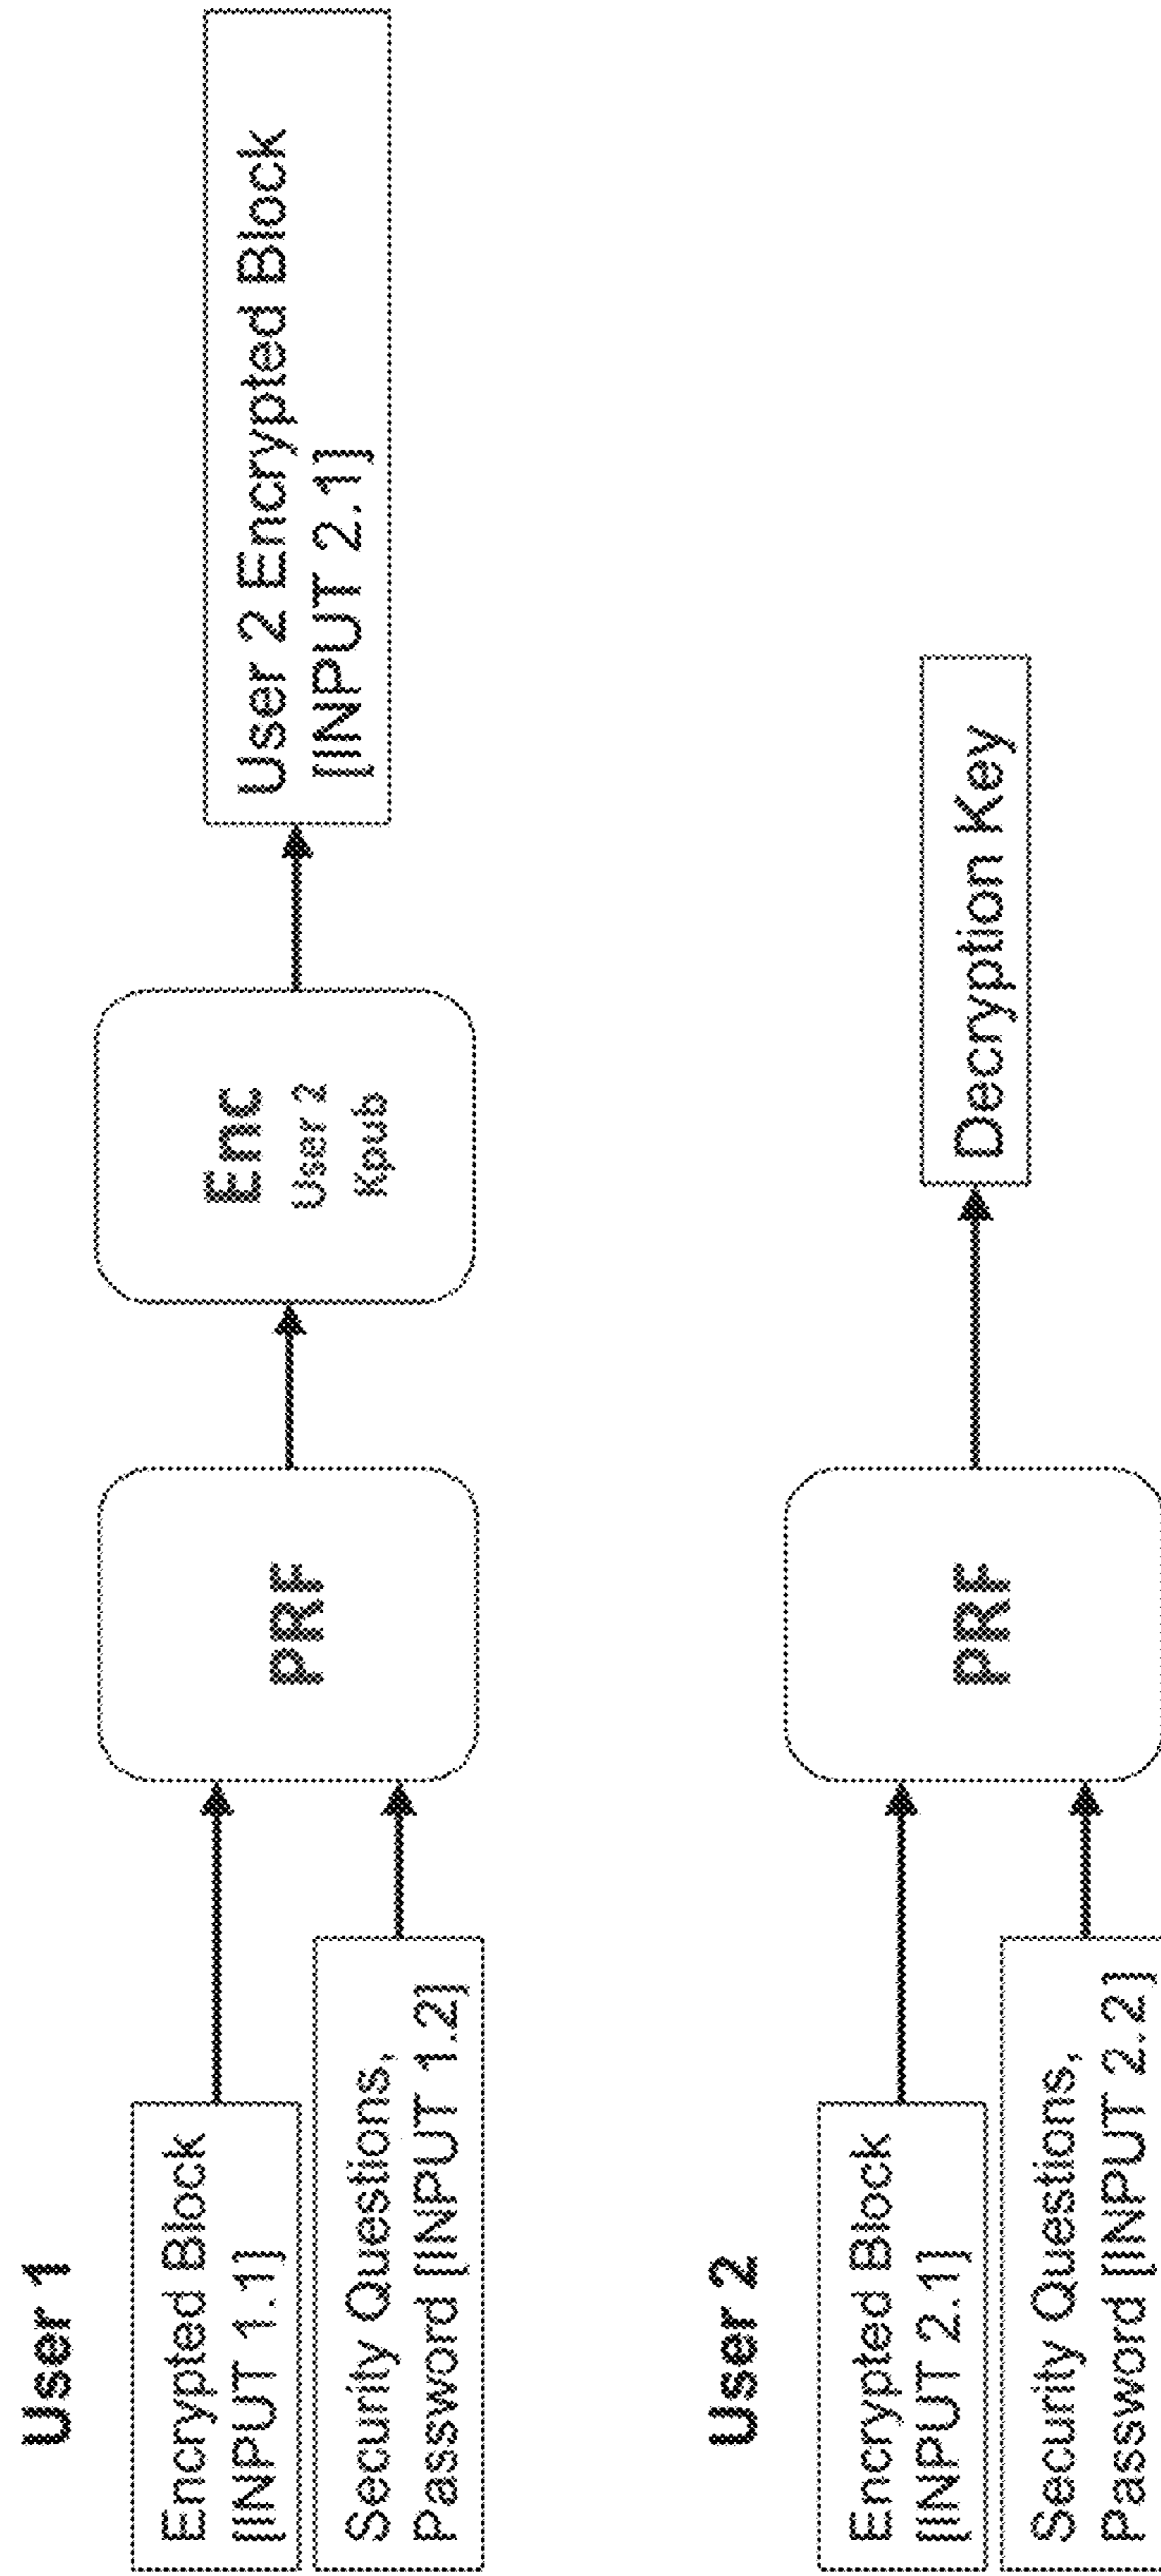 User 1
Encrypted Block
[INPUT 1.1]
Security Questions,
Password [INPUT 1.2]
PRF
Enc
User 2
Kpub
User 2 Encrypted Block
[INPUT 2.1]
User 2
Encrypted Block
[INPUT 2.1]
Security Questions,
Password [INPUT 2.2]
PRF
Decryption Key